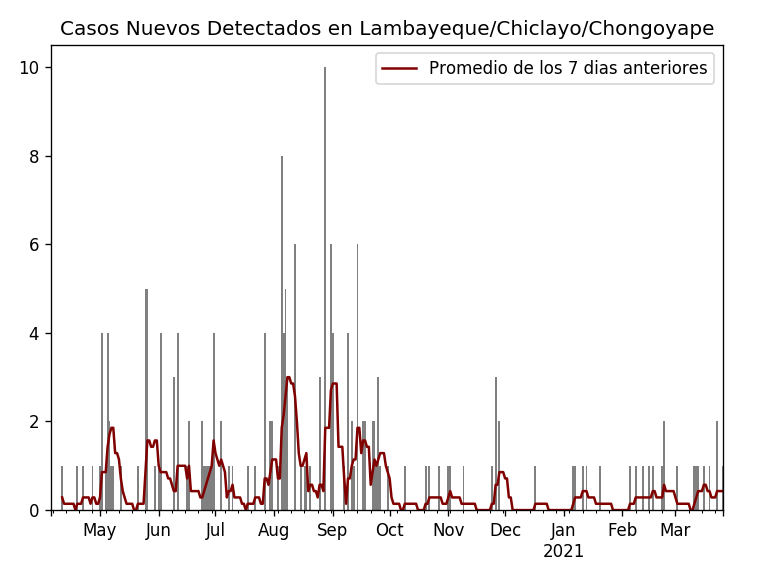 Casos Nuevos Detectados en Lambayeque/Chiclayo/Chongoyape
Promedio de los 7 dias anteriores
10
8
6
4
2
0
May Jun Jul Aug Sep Oct Nov Dec Jan Feb Mar
2021